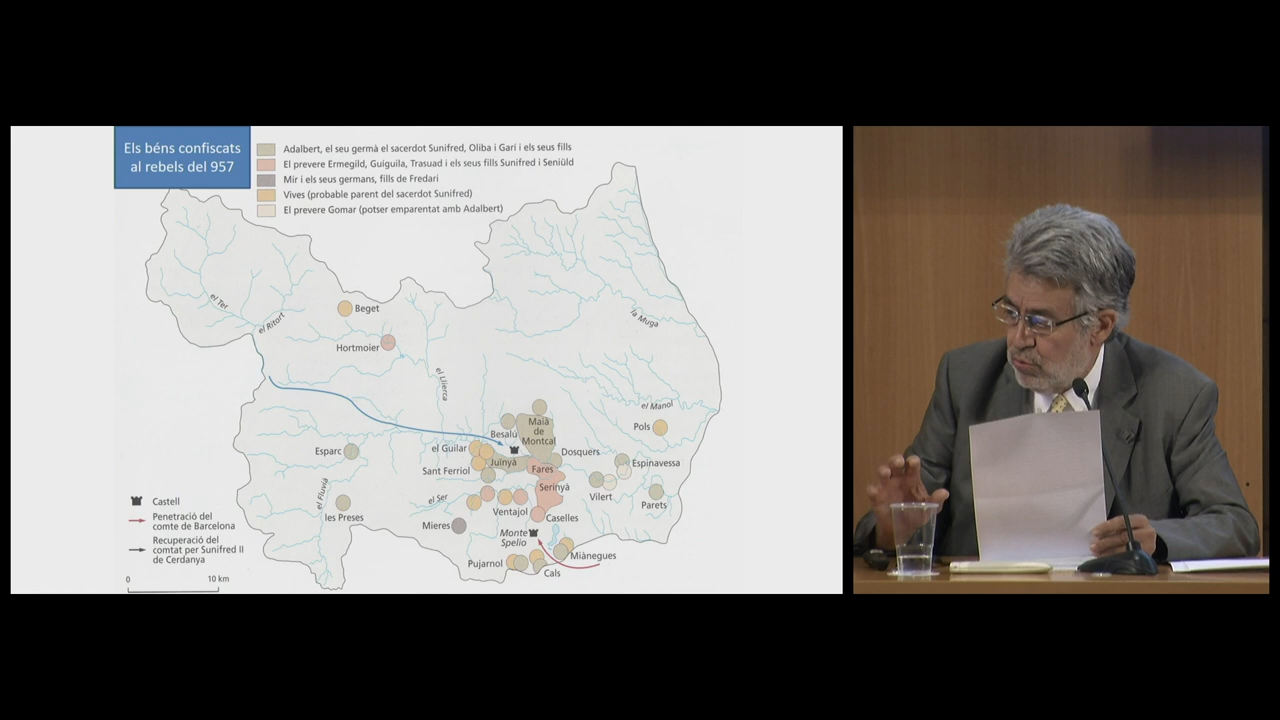 Els béns confiscats
al rebels del 957
Adalbert, el seu germà el sacerdot Sunifred, Oliba i Garí i els seus fills
El prevere Ermegild, Guiguila, Trasuad i els seus fills Sunifred i Seniüld
Mir i els seus germans, fills de Fredari
Vives (probable parent del sacerdot Sunifred)
El prevere Gomar (potser emparentat amb Adalbert)
el Ter
el Ritort
Beget
Hortmoier
la Muga
el Llierca
el Manol
Maià
de
Montcal
Besalú
Pols
el Guilar
Juinyà
Dosquers
Esparc
Sant Ferriol
Fares
Espinavessa
Serinyà
el Fluvià
el Ser
Vilert
Parets
les Preses
Ventajol
Caselles
Mieres
Monte
Spelio
Miànegues
Pujarnol
Cals
Castell
Penetració del
comte de Barcelona
Recuperació del
comtat per Sunifred II
de Cerdanya
0 10 km